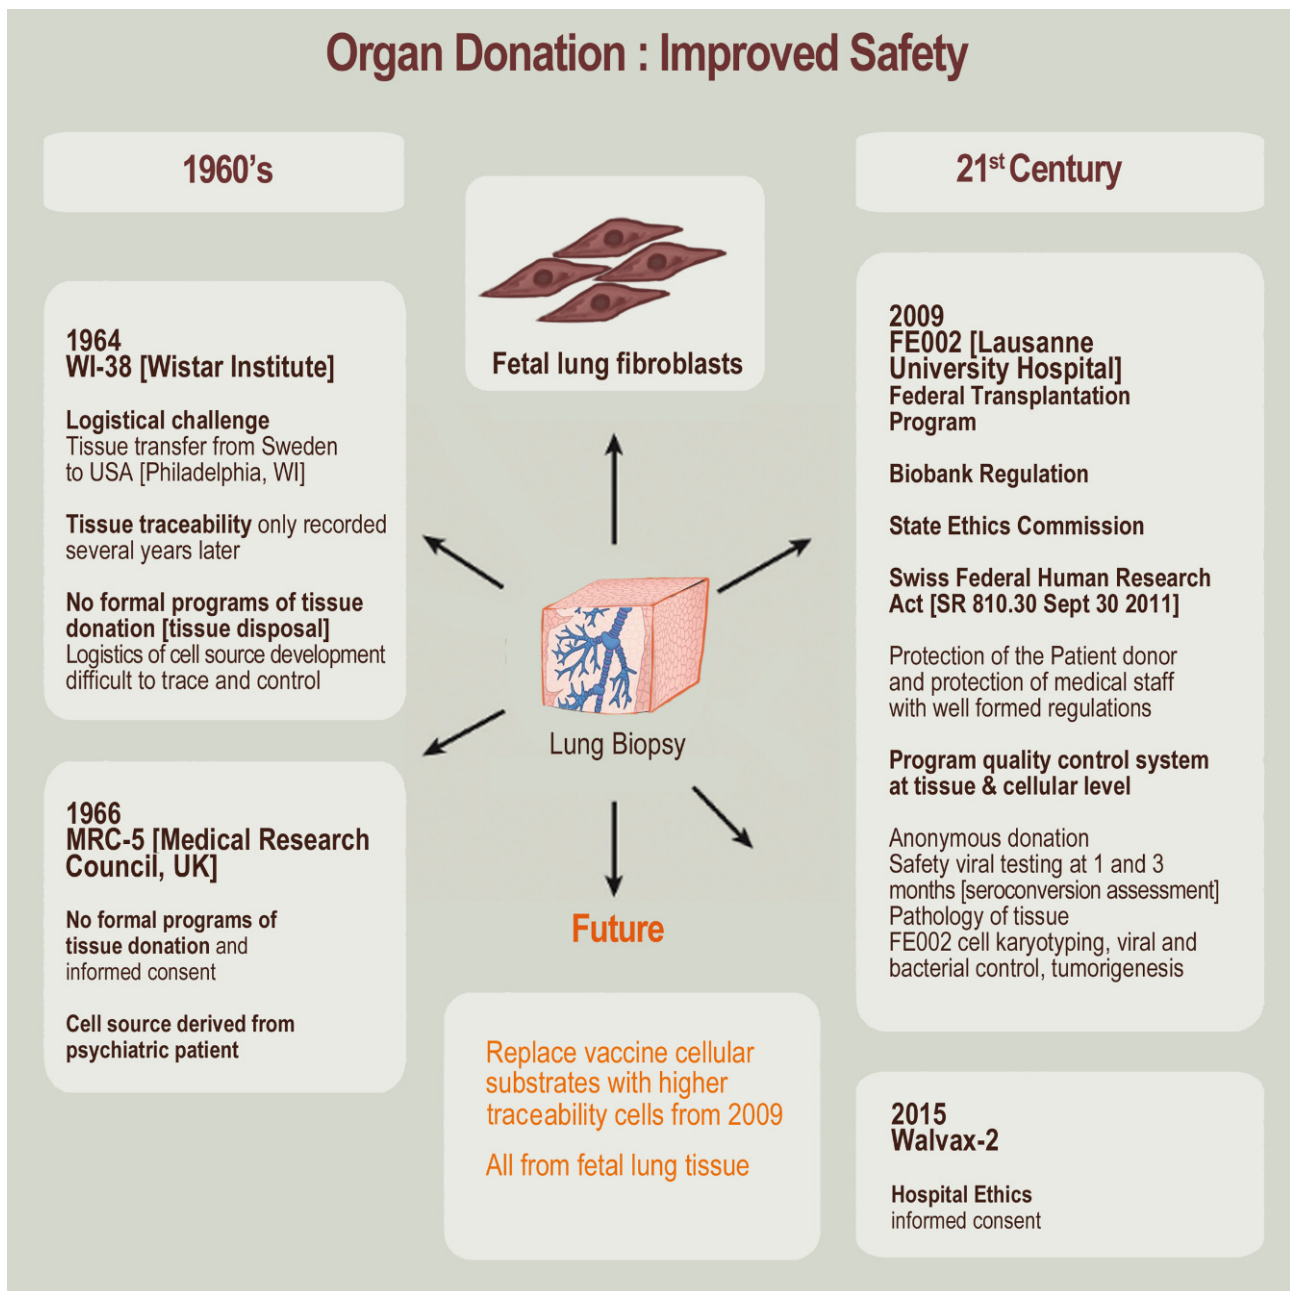 Organ Donation : Improved Safety
1960's
1964
WI-38 [Wistar Institute]
Logistical challenge
Tissue transfer from Sweden
to USA [Philadelphia, WI]
Tissue traceability only recorded
several years later
No formal programs of tissue
donation [tissue disposal]
Logistics of cell source development
difficult to trace and control
1966
MRC-5 [Medical Research
Council, UK]
No formal programs of
tissue donation and
informed consent
Cell source derived from
psychiatric patient
Fetal lung fibroblasts
Lung Biopsy
Future
Replace vaccine cellular
substrates with higher
traceability cells from 2009
All from fetal lung tissue
21st Century
2009
FE002 [Lausanne
University Hospital]
Federal Transplantation
Program
Biobank Regulation
State Ethics Commission
Swiss Federal Human Research
Act [SR 810.30 Sept 30 2011]
Protection of the Patient donor
and protection of medical staff
with well formed regulations
Program quality control system
at tissue & cellular level
Anonymous donation
Safety viral testing at 1 and 3
months [seroconversion assessment]
Pathology of tissue
FE002 cell karyotyping, viral and
bacterial control, tumorigenesis
2015
Walvax-2
Hospital Ethics
informed consent